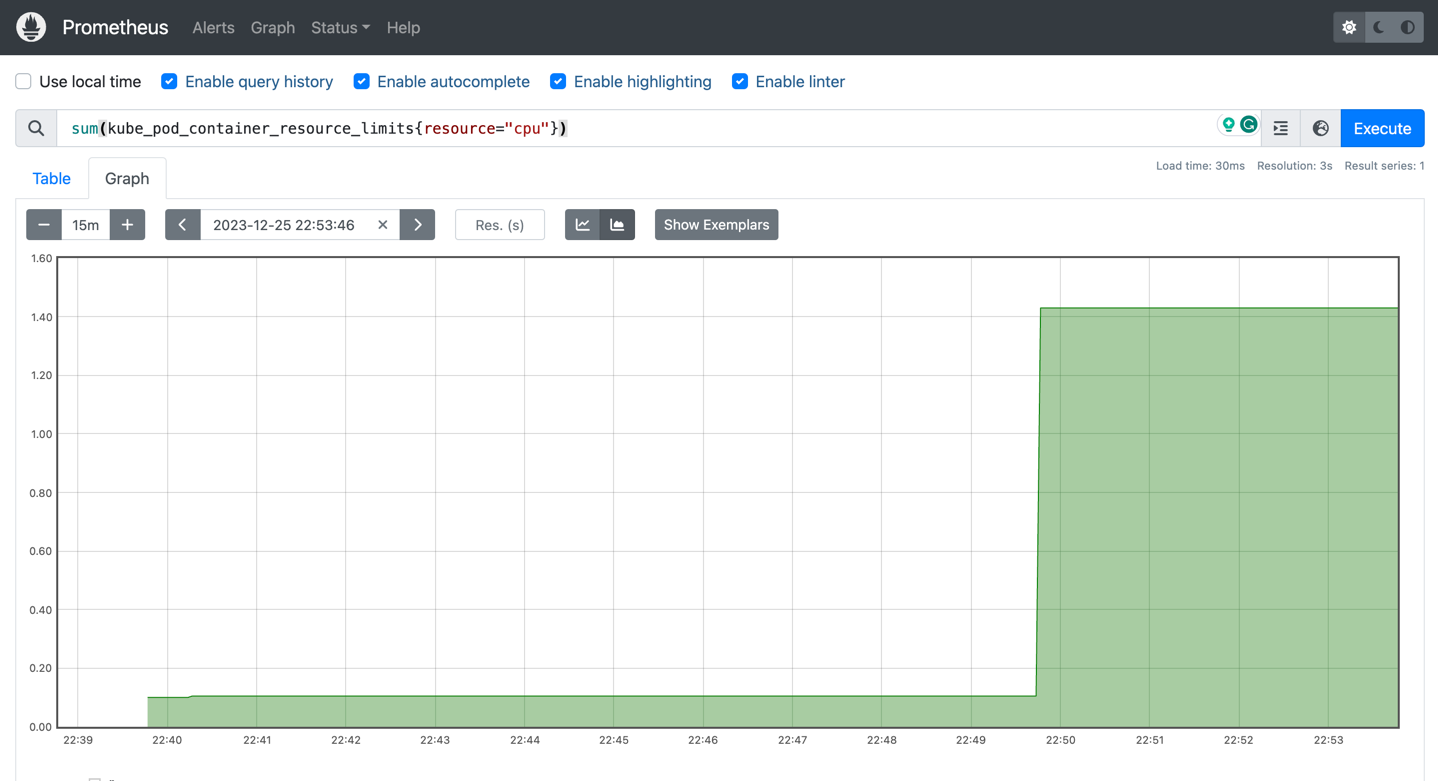 Prometheus Alerts Graph Status Help
Use local time Enable query history Enable autocomplete Enable highlighting Enable linter
sum(kube_pod_container_resource_limits{resource="cpu"}) Execute
Load time: 30ms Resolution: 3s Result series: 1
Table Graph
15m 2023-12-25 22:53:46 Res. (s) Show Exemplars
1.60
1.40
1.20
1.00
0.80
0.60
0.40
0.20
0.00
22:39 22:40 22:41 22:42 22:43 22:44 22:45 22:46 22:47 22:48 22:49 22:50 22:51 22:52 22:53